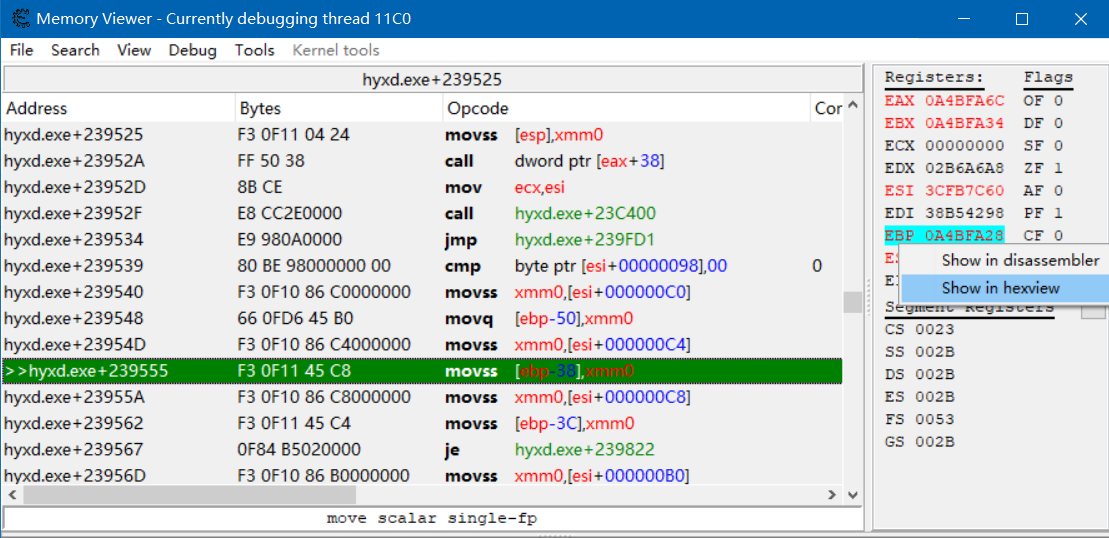 Memory Viewer - Currently debugging thread 11C0
File Search View Debug Tools Kernel tools
hyxd.exe+239525
Address Bytes Opcode Cor
hyxd.exe+239525 F3 0F11 04 24 movss [esp],xmm0
hyxd.exe+23952A FF 50 38 call dword ptr [eax+38]
hyxd.exe+23952D 8B CE mov ecx,esi
hyxd.exe+23952F E8 CC2E0000 call hyxd.exe+23C400
hyxd.exe+239534 E9 980A0000 jmp hyxd.exe+239FD1
hyxd.exe+239539 80 BE 98000000 00 cmp byte ptr [esi+00000098],00 0
hyxd.exe+239540 F3 0F10 86 C0000000 movss xmm0,[esi+000000C0]
hyxd.exe+239548 66 0FD6 45 B0 movq [ebp-50],xmm0
hyxd.exe+23954D F3 0F10 86 C4000000 movss xmm0,[esi+000000C4]
>>hyxd.exe+239555 F3 0F11 45 C8 movss [ebp-38],xmm0
hyxd.exe+23955A F3 0F10 86 C8000000 movss xmm0,[esi+000000C8]
hyxd.exe+239562 F3 0F11 45 C4 movss [ebp-3C],xmm0
hyxd.exe+239567 0F84 B5020000 je hyxd.exe+239822
hyxd.exe+23956D F3 0F10 86 B0000000 movss xmm0,[esi+000000B0]
move scalar single-fp
Registers: Flags
EAX 0A4BFA6C OF 0
EBX 0A4BFA34 DF 0
ECX 00000000 SF 0
EDX 02B6A6A8 ZF 1
ESI 3CFB7C60 AF 0
EDI 38B54298 PF 1
EBP 0A4BFA28 CF 0
Show in disassembler
Show in hexview
Segment Registers
CS 0023
SS 002B
DS 002B
ES 002B
FS 0053
GS 002B